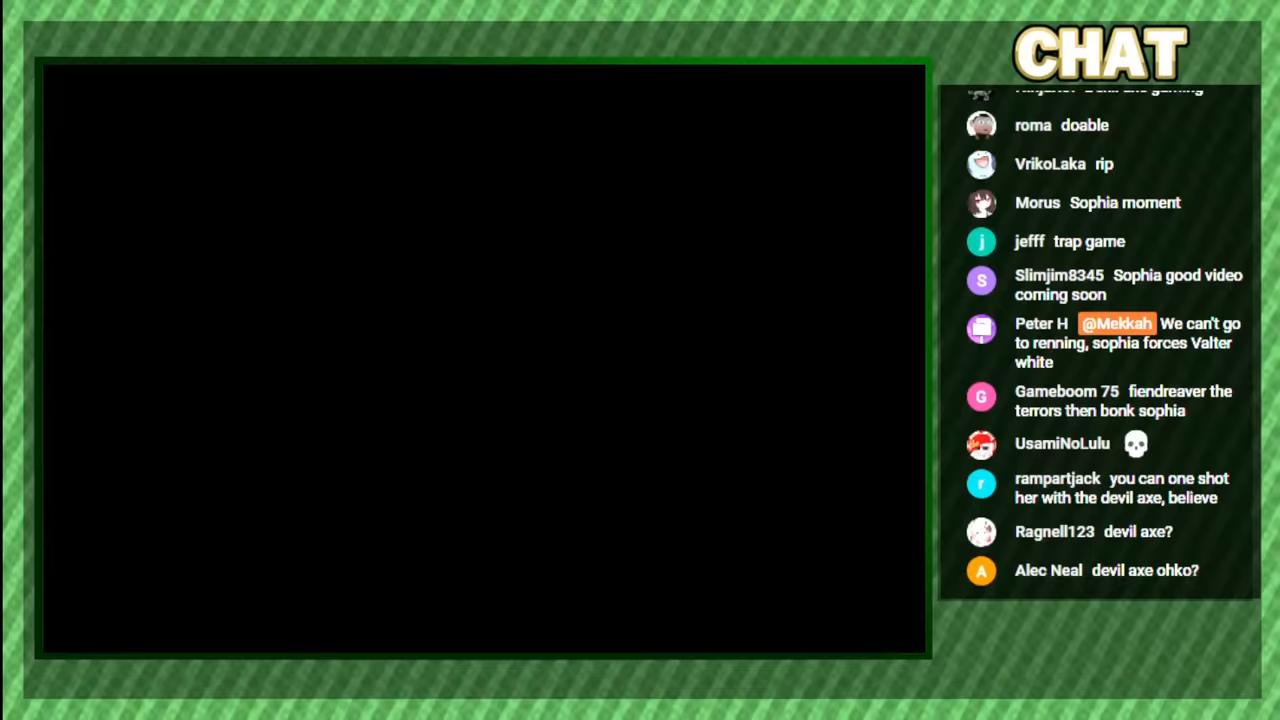 CHAT
roma doable
VrikoLaka rip
Morus Sophia moment
j jefff trap game
S Slimjim8345 Sophia good video
coming soon
Peter H @Mekkah We can't go
to renning, sophia forces Valter
white
G Gameboom 75 fiendreaver the
terrors then bonk sophia
UsamiNoLulu
r rampartjack you can one shot
her with the devil axe, believe
Ragnell123 devil axe?
A Alec Neal devil axe ohko?